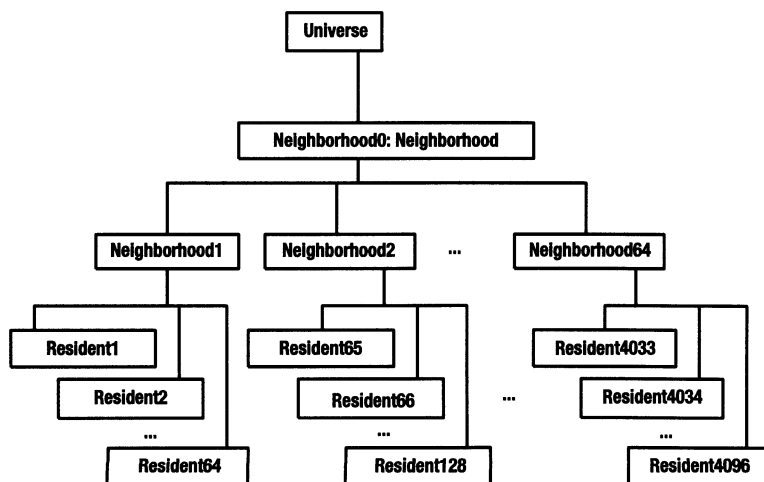 Universe
Neighborhood0: Neighborhood
Neighborhood1
Neighborhood2
...
Neighborhood64
Resident1
Resident65
Resident4033
Resident2
Resident66
...
Resident4034
...
...
...
Resident64
Resident128
Resident4096